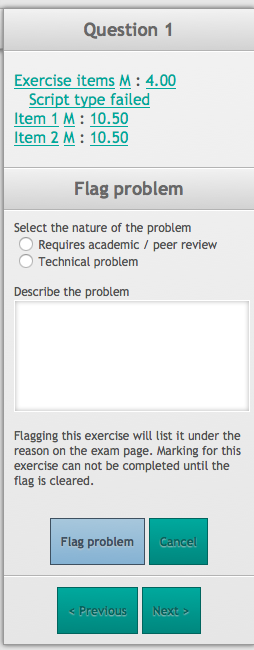 Question 1
Exercise items M : 4.00
Script type failed
Item 1 M : 10.50
Item 2 M : 10.50
Flag problem
Select the nature of the problem
Requires academic / peer review
Technical problem
Describe the problem
Flagging this exercise will list it under the
reason on the exam page. Marking for this
exercise can not be completed until the
flag is cleared.
Flag problem Cancel
< Previous Next >